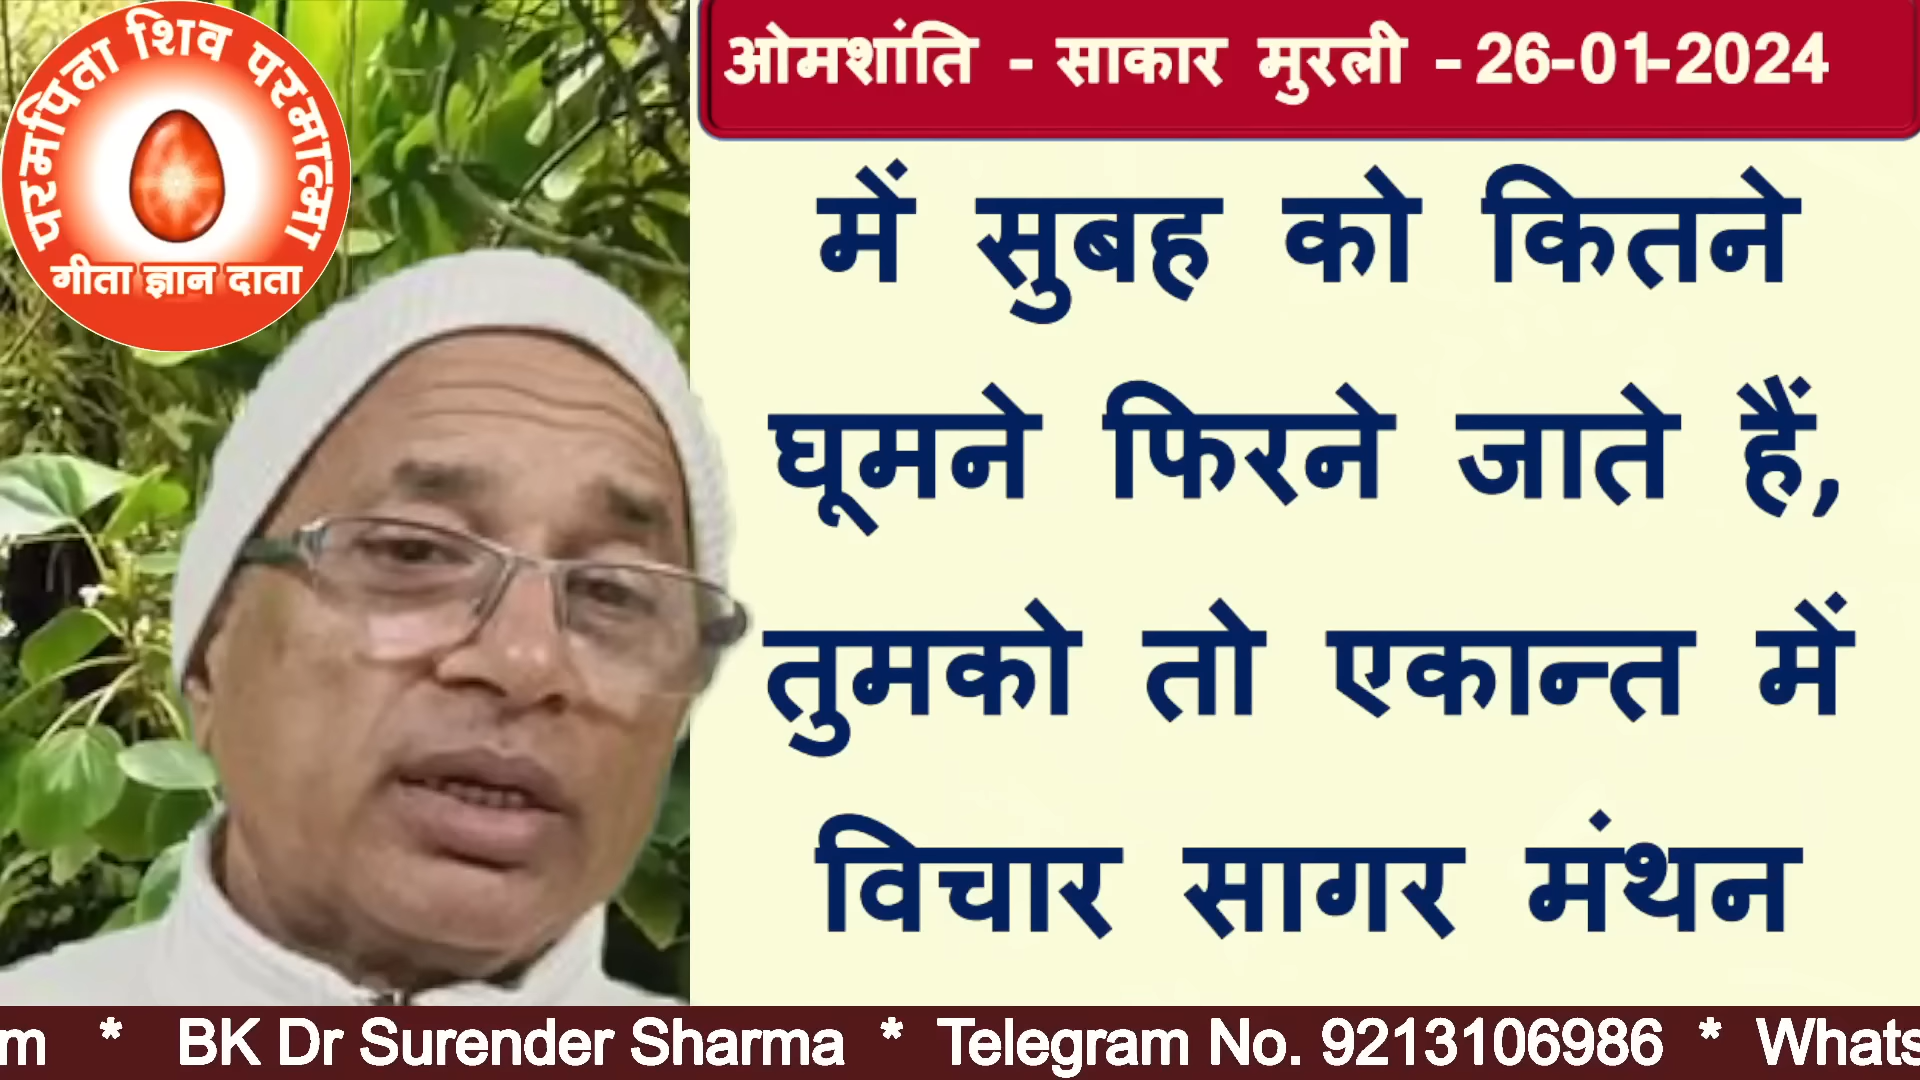 परमपिता शिव परमात्मा
गीता ज्ञान दाता
ओमशांति - साकार मुरली - 26-01-2024
में सुबह को कितने
घूमने फिरने जाते हैं,
तुमको तो एकान्त में
विचार सागर मंथन
m * BK Dr Surender Sharma * Telegram No. 9213106986 * Whats